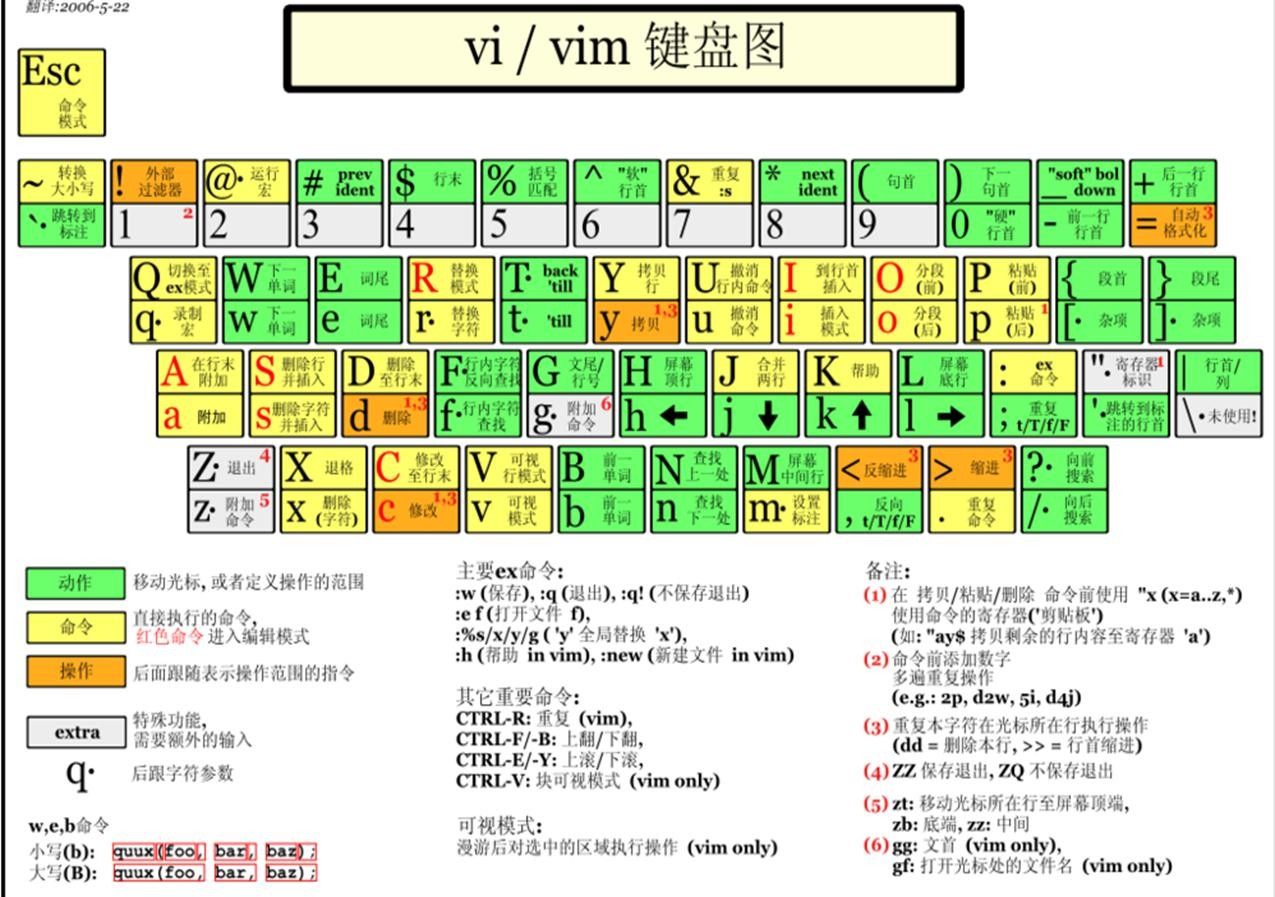 翻译:2006-5-22
vi / vim 键盘图
Esc
命令
模式
~ 转换
大小写
! 外部
过滤器
@· 运行
宏
# prev
ident
$ 行末
% 括号
匹配
^ "软"
行首
& 重复
:s
* next
ident
( 句首
) 下一
句首
_ "soft" bol
down
+ 后一行
行首
`· 跳转到
标注
1 2
2
3
4
5
6
7
8
9
0 "硬"
行首
- 前一行
行首
= 自动 3
格式化
Q 切换至
ex模式
W 下一
单词
E 词尾
R 替换
模式
T· back
'till
Y 拷贝
行
U 撤消
行内命令
I 到行首
插入
O 分段
(前)
P 粘贴
(前)
{ 段首
} 段尾
q· 录制
宏
w 下一
单词
e 词尾
r· 替换
字符
t· 'till
y 拷贝 1,3
u 撤消
命令
i 插入
模式
o 分段
(后)
p 粘贴 1
(后)
[· 杂项
]· 杂项
A 在行末
附加
S 删除行
并插入
D 删除
至行末
F· 行内字符
反向查找
G 文尾/
行号
H 屏幕
顶行
J 合并
两行
K 帮助
L 屏幕
底行
: ex
命令
"· 寄存器 1
标识
| 行首/
列
a 附加
s 删除字符
并插入
d 删除 1,3
f· 行内字符
查找
g· 附加 6
命令
h ←
j ↓
k ↑
l →
; 重复
t/T/f/F
'· 跳转到标
注的行首
\· 未使用!
Z· 退出 4
X 退格
C 修改
至行末
V 可视
行模式
B 前一
单词
N 查找
上一处
M 屏幕
中间行
< 反缩进 3
> 缩进 3
?· 向前
搜索
z· 附加 5
命令
x 删除
(字符)
c 修改 1,3
v 可视
模式
b 前一
单词
n 查找
下一处
m· 设置
标注
, 反向
t/T/f/F
. 重复
命令
/· 向后
搜索
动作 移动光标, 或者定义操作的范围
命令 直接执行的命令,
红色命令 进入编辑模式
操作 后面跟随表示操作范围的指令
extra 特殊功能,
需要额外的输入
q· 后跟字符参数
w,e,b命令
小写(b): quux(foo, bar, baz);
大写(B): quux(foo, bar, baz);
主要ex命令:
:w (保存), :q (退出), :q! (不保存退出)
:e f (打开文件 f),
:%s/x/y/g ( 'y' 全局替换 'x'),
:h (帮助 in vim), :new (新建文件 in vim)
其它重要命令:
CTRL-R: 重复 (vim),
CTRL-F/-B: 上翻/下翻,
CTRL-E/-Y: 上滚/下滚,
CTRL-V: 块可视模式 (vim only)
可视模式:
漫游后对选中的区域执行操作 (vim only)
备注:
(1) 在 拷贝/粘贴/删除 命令前使用 "x (x=a..z,*)
使用命令的寄存器('剪贴板')
(如: "ay$ 拷贝剩余的行内容至寄存器 'a')
(2) 命令前添加数字
多遍重复操作
(e.g.: 2p, d2w, 5i, d4j)
(3) 重复本字符在光标所在行执行操作
(dd = 删除本行, >> = 行首缩进)
(4) ZZ 保存退出, ZQ 不保存退出
(5) zt: 移动光标所在行至屏幕顶端,
zb: 底端, zz: 中间
(6) gg: 文首 (vim only),
gf: 打开光标处的文件名 (vim only)